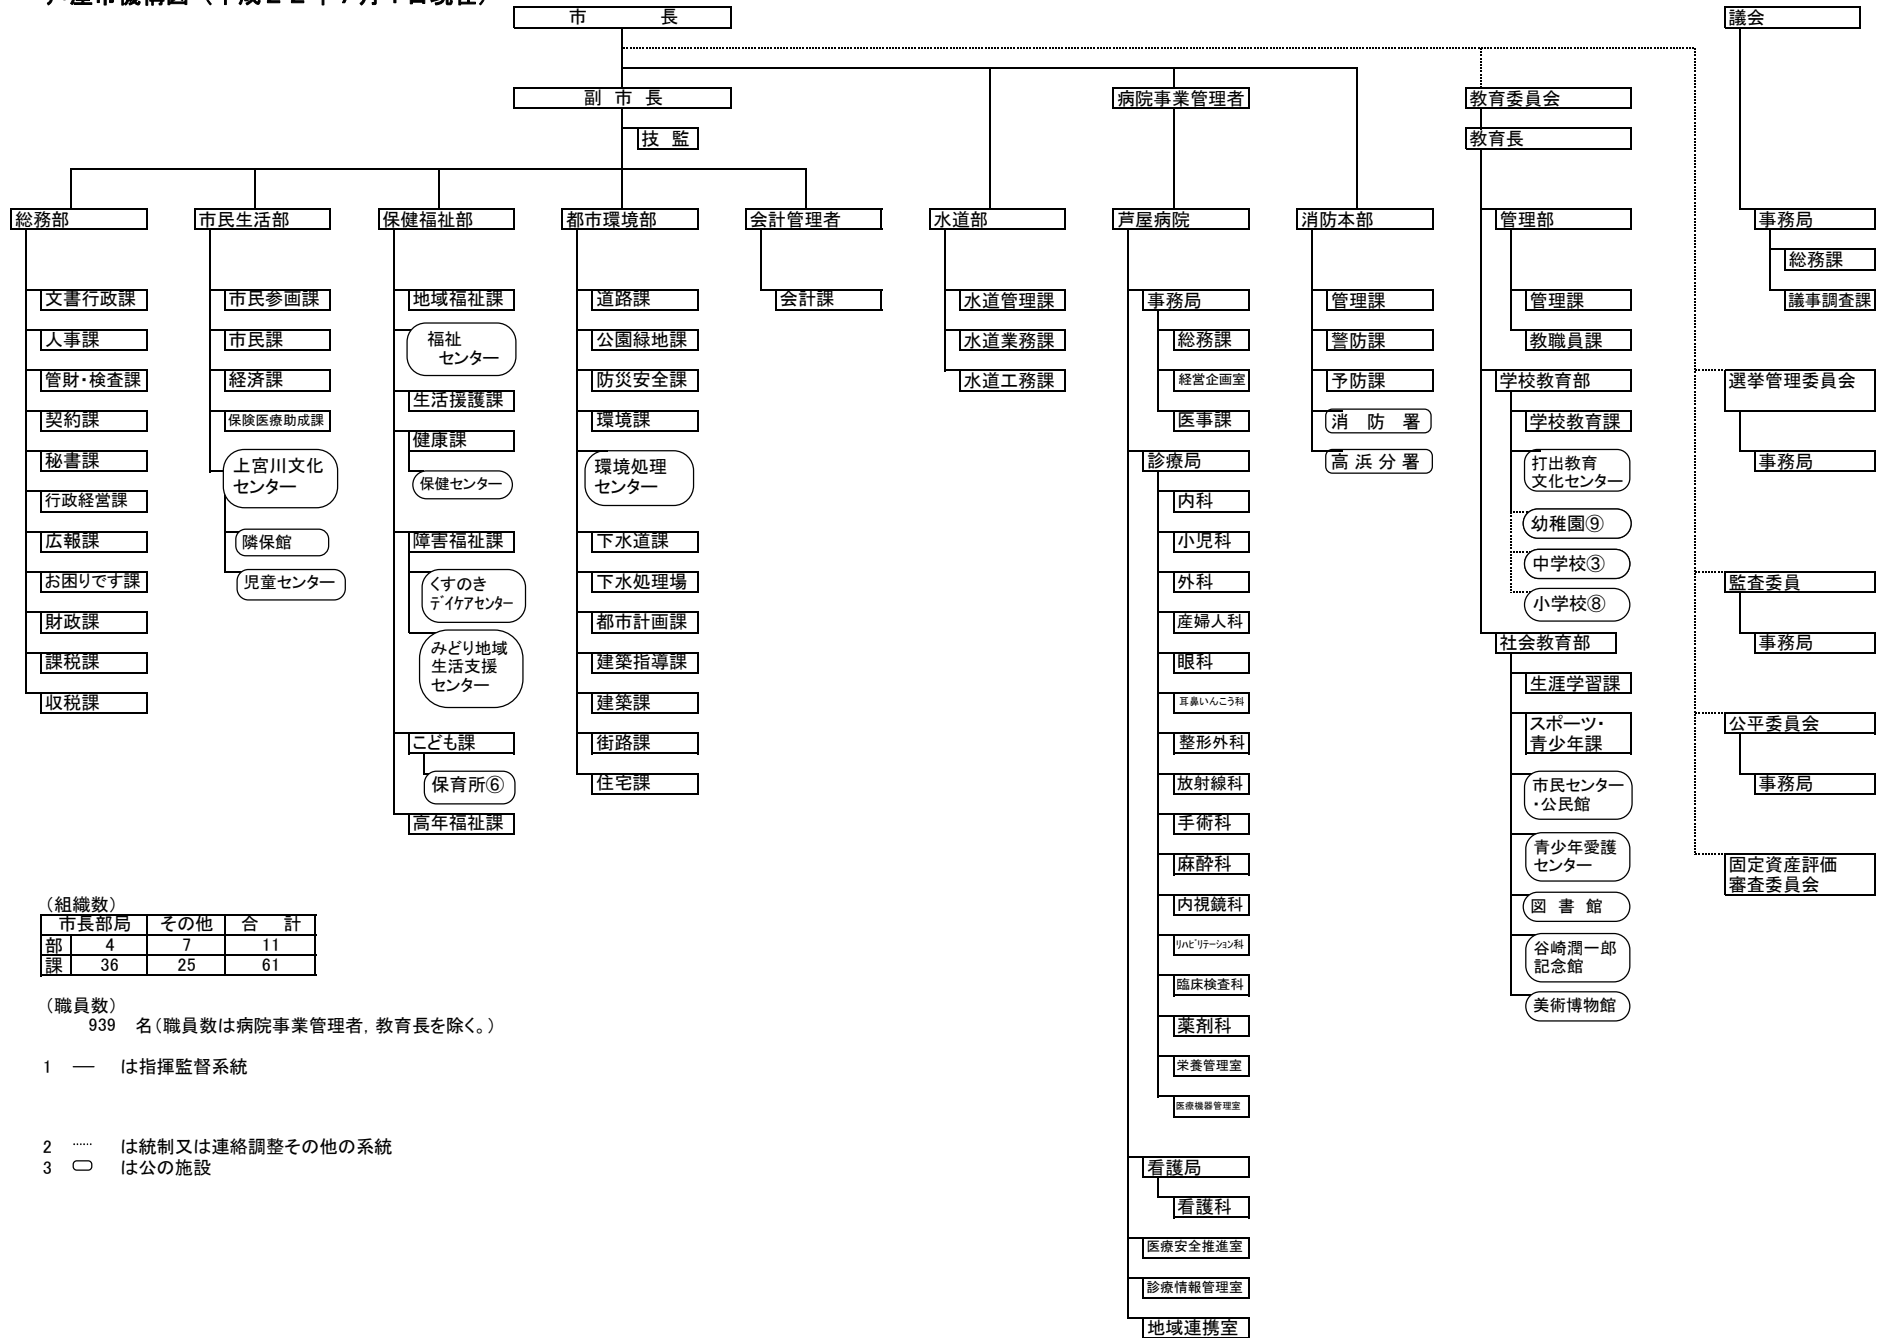 芦屋市機構図（平成２２年７月１日現在）
市　　　長
議会
副 市 長
病院事業管理者
教育委員会
技 監
教育長
総務部
市民生活部
保健福祉部
都市環境部
会計管理者
水道部
芦屋病院
消防本部
管理部
事務局
総務課
議事調査課
文書行政課
人事課
管財・検査課
契約課
秘書課
行政経営課
広報課
お困りです課
財政課
課税課
収税課
市民参画課
市民課
経済課
保険医療助成課
上宮川文化
センター
隣保館
児童センター
地域福祉課
福祉
センター
生活援護課
健康課
保健センター
障害福祉課
くすのき
デイケアセンター
みどり地域
生活支援
センター
こども課
保育所⑥
高年福祉課
道路課
公園緑地課
防災安全課
環境課
環境処理
センター
下水道課
下水処理場
都市計画課
建築指導課
建築課
街路課
住宅課
会計課
水道管理課
水道業務課
水道工務課
事務局
総務課
経営企画室
医事課
診療局
内科
小児科
外科
産婦人科
眼科
耳鼻いんこう科
整形外科
放射線科
手術科
麻酔科
内視鏡科
リハビリテーション科
臨床検査科
薬剤科
栄養管理室
医療機器管理室
看護局
看護科
医療安全推進室
診療情報管理室
地域連携室
管理課
警防課
予防課
消 防 署
高 浜 分 署
管理課
教職員課
学校教育部
学校教育課
打出教育
文化センター
幼稚園⑨
中学校③
小学校⑧
社会教育部
生涯学習課
スポーツ・
青少年課
市民センター
・公民館
青少年愛護
センター
図 書 館
谷崎潤一郎
記念館
美術博物館
選挙管理委員会
事務局
監査委員
事務局
公平委員会
事務局
固定資産評価
審査委員会
（組織数）
市長部局 その他 合　計
部 4 7 11
課 36 25 61
（職員数）
939 名（職員数は病院事業管理者，教育長を除く。）
1 ― は指揮監督系統
2 …… は統制又は連絡調整その他の系統
3 は公の施設